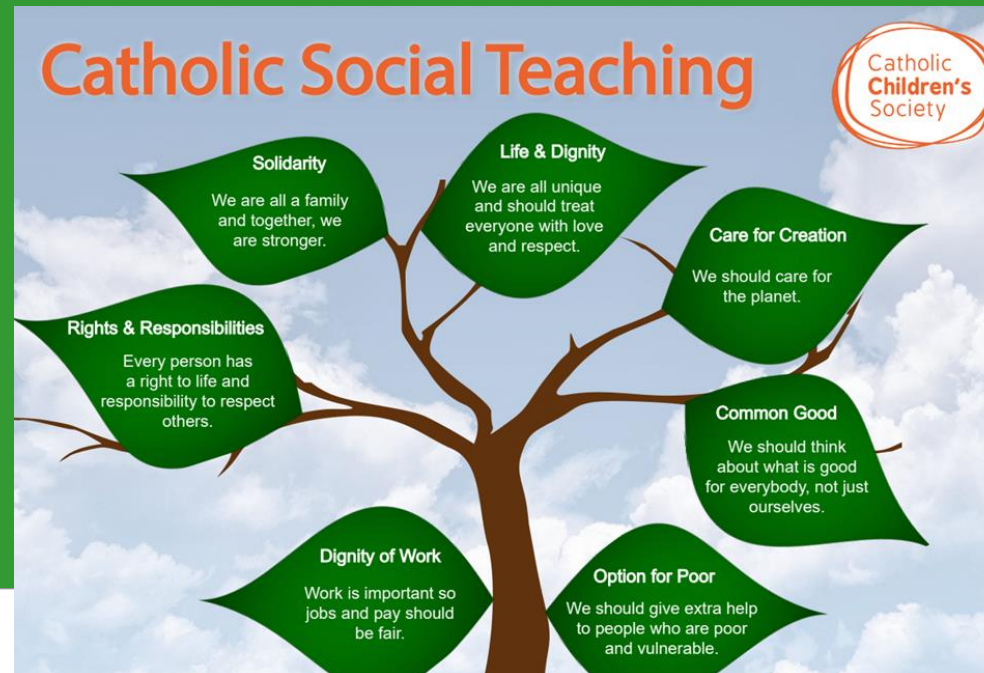 Catholic Social Teaching
Catholic
Children's
Society
Solidarity
We are all a family
and together, we
are stronger.
Life & Dignity
We are all unique
and should treat
everyone with love
and respect.
Care for Creation
We should care for
the planet.
Rights & Responsibilities
Every person has
a right to life and
responsibility to respect
others.
Common Good
We should think
about what is good
for everybody, not just
ourselves.
Dignity of Work
Work is important so
jobs and pay should
be fair.
Option for Poor
We should give extra help
to people who are poor
and vulnerable.